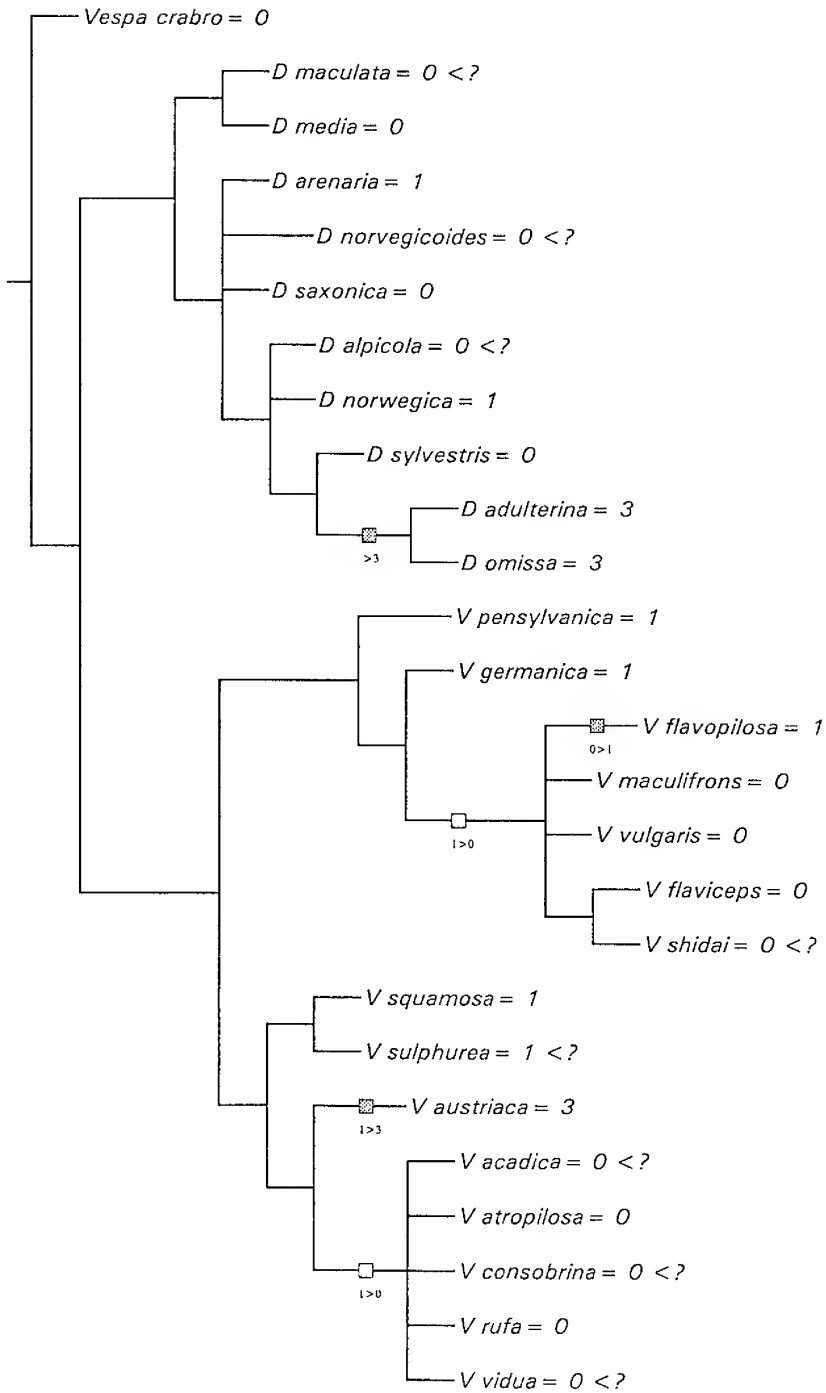 Vespa crabro = 0
D maculata = 0 <?
D media = 0
D arenaria = 1
D norvegicoides = 0 <?
D saxonica = 0
D alpicola = 0 <?
D norwegica = 1
D sylvestris = 0
D adulterina = 3
>3
D omissa = 3
V pensylvanica = 1
V germanica = 1
V flavopilosa = 1
0>1
V maculifrons = 0
V vulgaris = 0
1>0
V flaviceps = 0
V shidai = 0 <?
V squamosa = 1
V sulphurea = 1 <?
V austriaca = 3
1>3
V acadica = 0 <?
V atropilosa = 0
V consobrina = 0 <?
1>0
V rufa = 0
V vidua = 0 <?